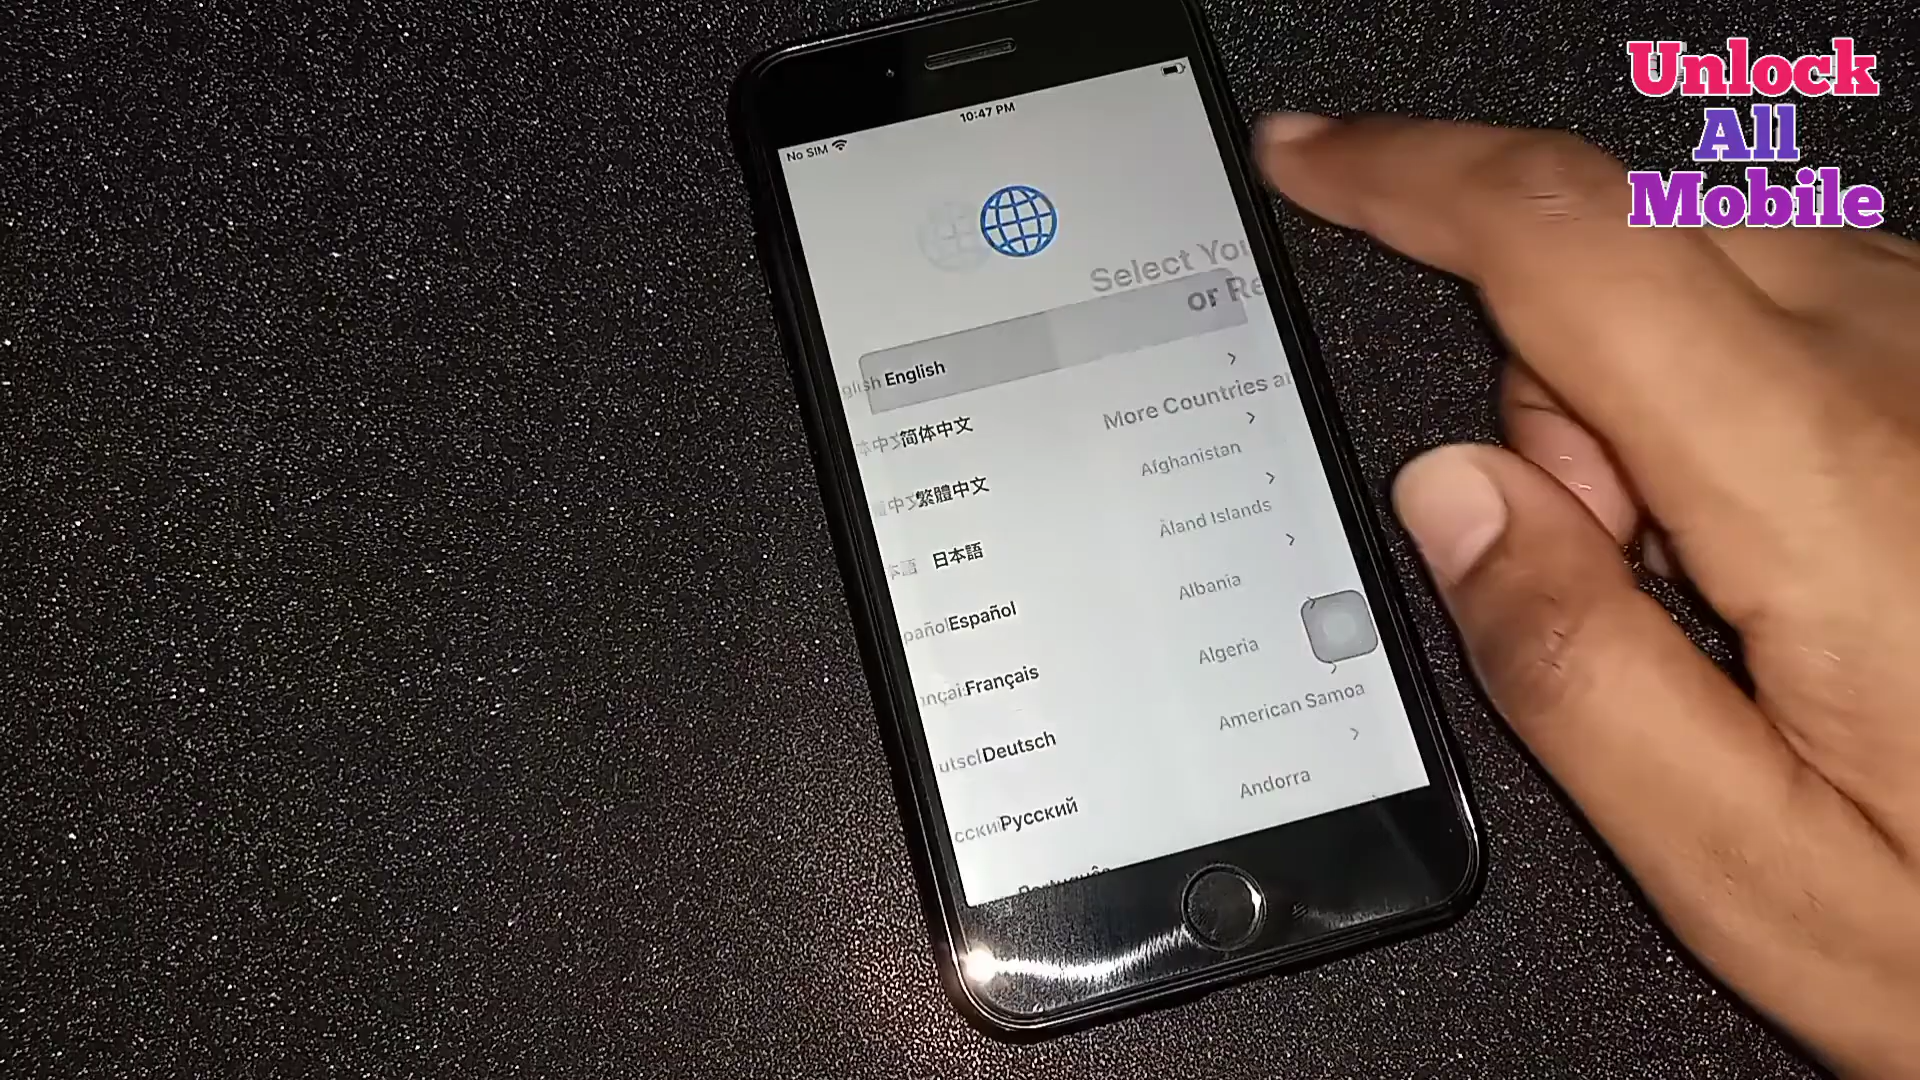 Unlock
All
Mobile
10:47 PM
No SIM
Select You
or Re
English
More Countries a
简体中文
Afghanistan
繁體中文
Åland Islands
日本語
Albania
Español
Algeria
Français
American Samoa
Deutsch
Andorra
Русский
Português